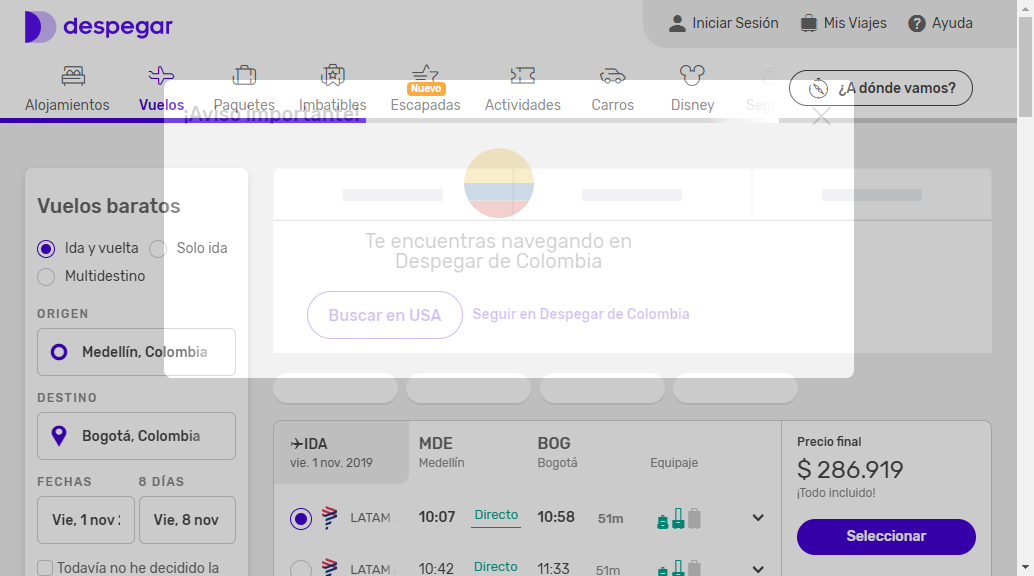 despegar
Iniciar Sesión
Mis Viajes
Ayuda
Alojamientos
Vuelos
Paquetes
Imbatibles
Nuevo
Escapadas
Actividades
Carros
Disney
¿A dónde vamos?
¡Aviso importante!
Te encuentras navegando en
Despegar de Colombia
Buscar en USA
Seguir en Despegar de Colombia
Vuelos baratos
Ida y vuelta
Solo ida
Multidestino
ORIGEN
Medellín, Colombia
DESTINO
Bogotá, Colombia
FECHAS
8 DÍAS
Vie, 1 nov
Vie, 8 nov
Todavía no he decidido la
IDA
MDE
BOG
vie. 1 nov. 2019
Medellín
Bogotá
Equipaje
LATAM
10:07
Directo
10:58
51m
LATAM
10:42
Directo
11:33
51m
Precio final
$ 286.919
¡Todo incluido!
Seleccionar